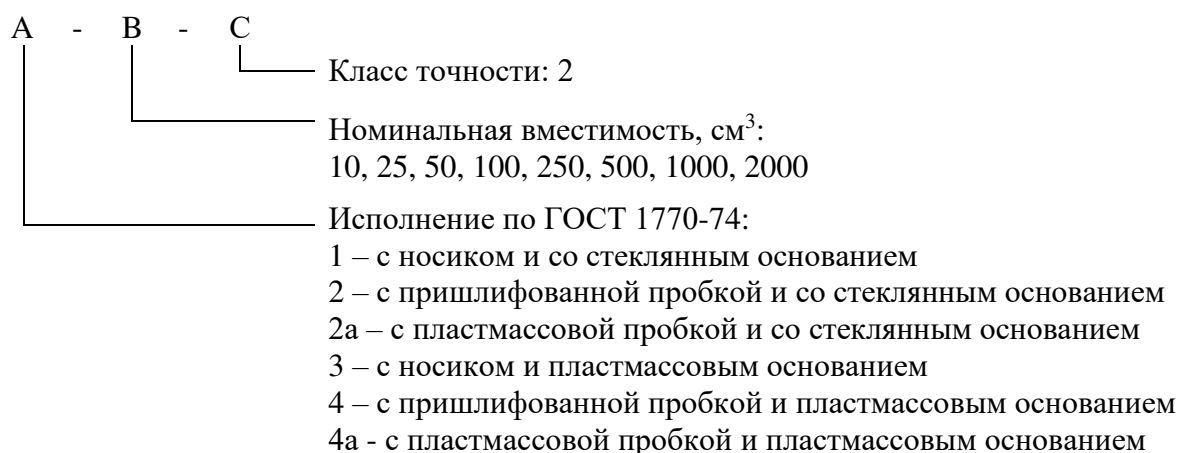 А - В - С
Класс точности: 2
Номинальная вместимость, см³:
10, 25, 50, 100, 250, 500, 1000, 2000
Исполнение по ГОСТ 1770-74:
1 – с носиком и со стеклянным основанием
2 – с пришлифованной пробкой и со стеклянным основанием
2а – с пластмассовой пробкой и со стеклянным основанием
3 – с носиком и пластмассовым основанием
4 – с пришлифованной пробкой и пластмассовым основанием
4а - с пластмассовой пробкой и пластмассовым основанием